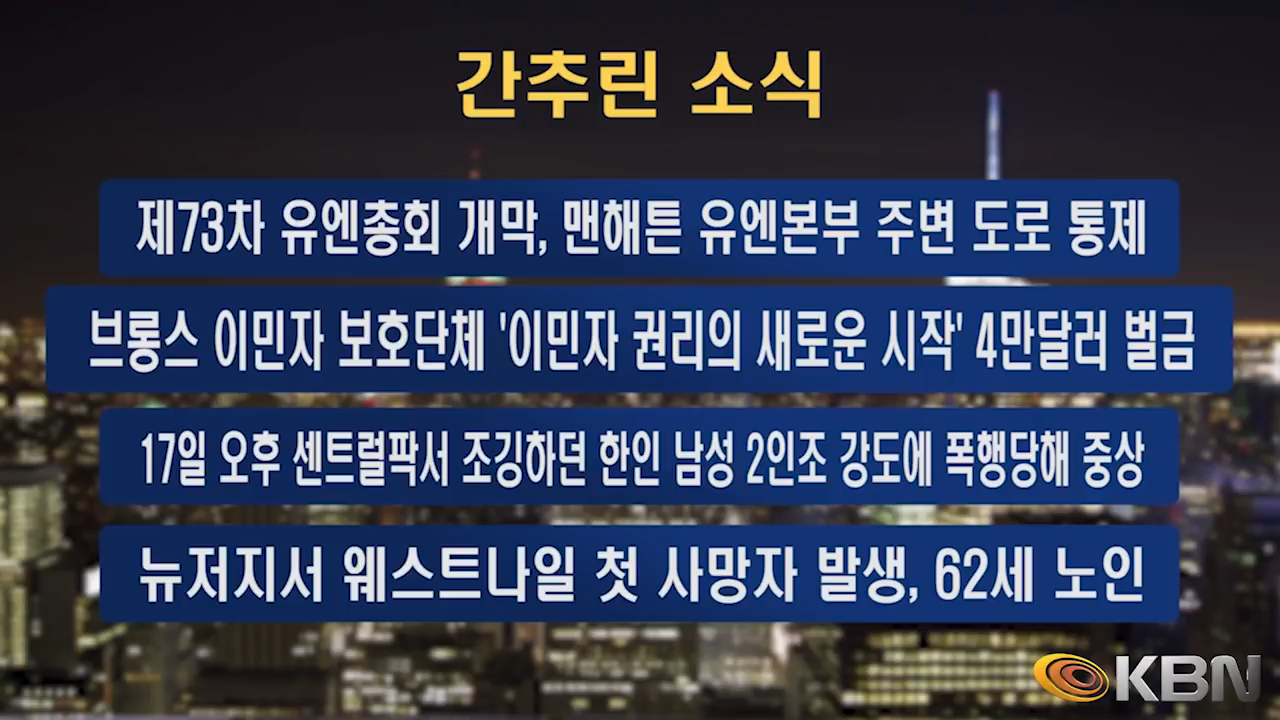 간추린 소식
제73차 유엔총회 개막, 맨해튼 유엔본부 주변 도로 통제
브롱스 이민자 보호단체 '이민자 권리의 새로운 시작' 4만달러 벌금
17일 오후 센트럴팍서 조깅하던 한인 남성 2인조 강도에 폭행당해 중상
뉴저지서 웨스트나일 첫 사망자 발생, 62세 노인
KBN